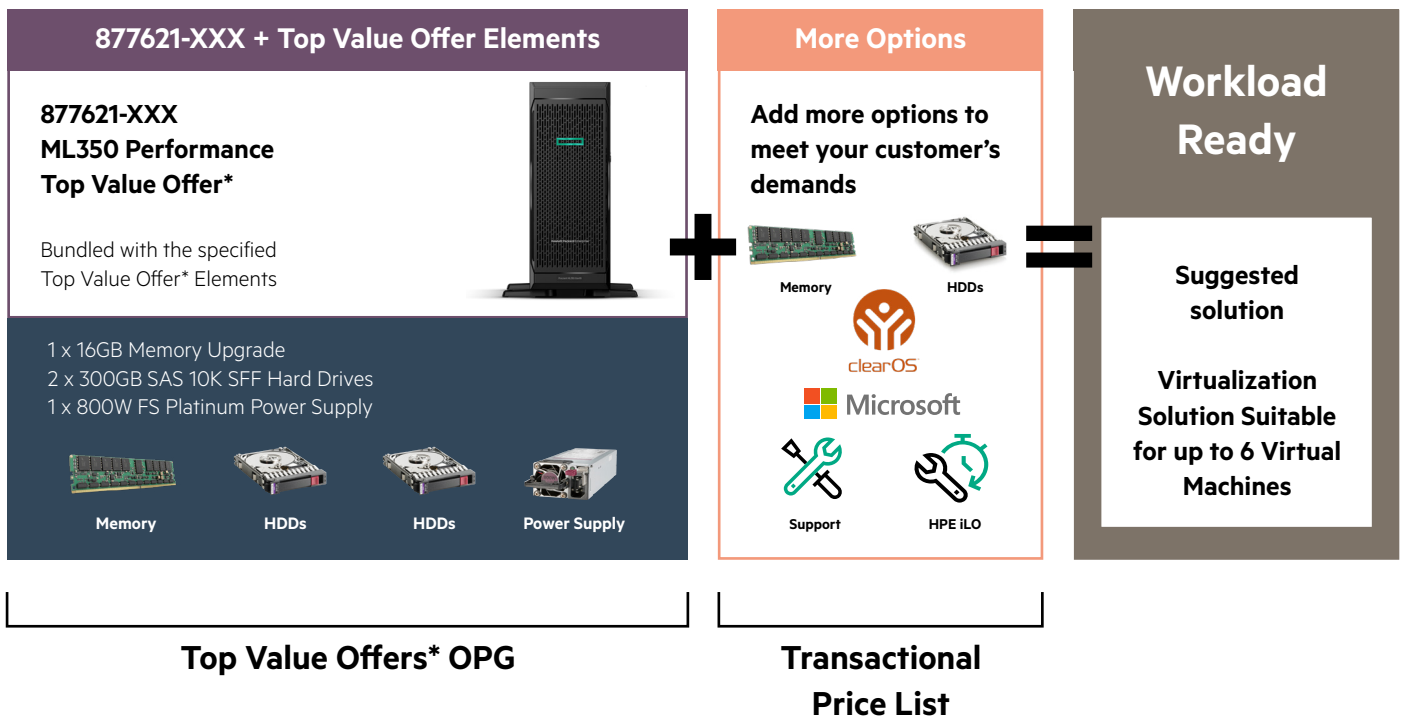 877621-XXX + Top Value Offer Elements
877621-XXX
ML350 Performance
Top Value Offer*
Bundled with the specified
Top Value Offer* Elements
1 x 16GB Memory Upgrade
2 x 300GB SAS 10K SFF Hard Drives
1 x 800W FS Platinum Power Supply
Memory
HDDs
HDDs
Power Supply
More Options
Add more options to
meet your customer’s
demands
+
Memory
HDDs
clearOS
Microsoft
Support
HPE iLO
=
Workload
Ready
Suggested
solution
Virtualization
Solution Suitable
for up to 6 Virtual
Machines
Top Value Offers* OPG
Transactional
Price List